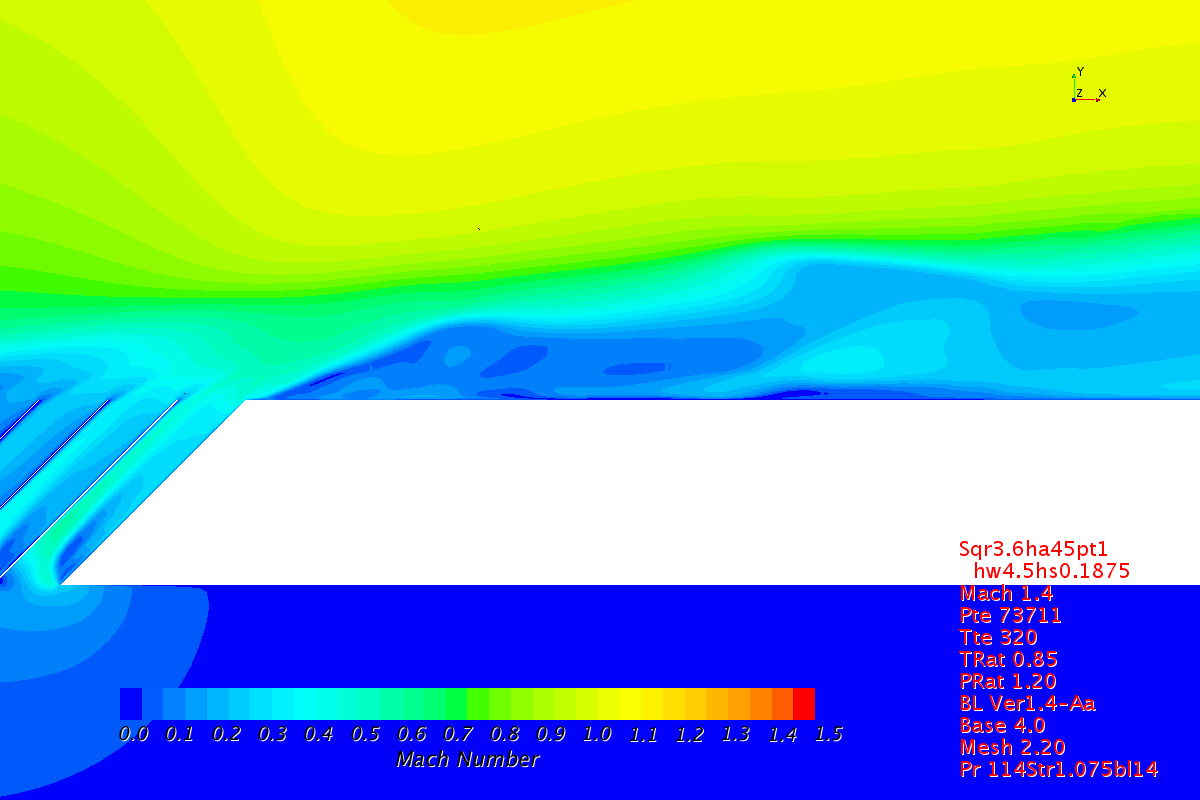 Y
Z X
Sqr3.6ha45pt1
hw4.5hs0.1875
Mach 1.4
Pte 73711
Tte 320
TRat 0.85
PRat 1.20
BL Ver1.4-Aa
Base 4.0
Mesh 2.20
Pr 114Str1.075bl14
0.0 0.1 0.2 0.3 0.4 0.5 0.6 0.7 0.8 0.9 1.0 1.1 1.2 1.3 1.4 1.5
Mach Number